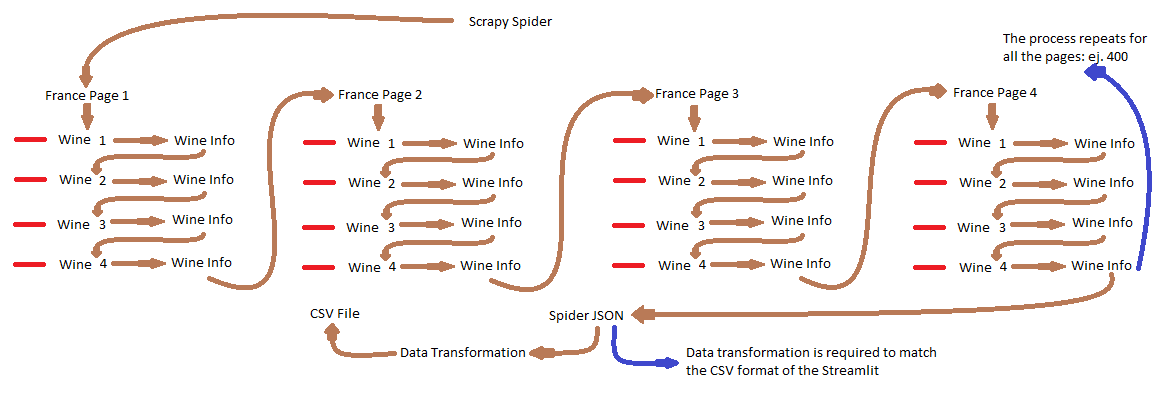 Scrapy Spider
The process repeats for
all the pages: ej. 400
France Page 1
Wine 1 Wine Info
Wine 2 Wine Info
Wine 3 Wine Info
Wine 4 Wine Info
France Page 2
Wine 1 Wine Info
Wine 2 Wine Info
Wine 3 Wine Info
Wine 4 Wine Info
France Page 3
Wine 1 Wine Info
Wine 2 Wine Info
Wine 3 Wine Info
Wine 4 Wine Info
France Page 4
Wine 1 Wine Info
Wine 2 Wine Info
Wine 3 Wine Info
Wine 4 Wine Info
Spider JSON
Data Transformation
CSV File
Data transformation is required to match
the CSV format of the Streamlit